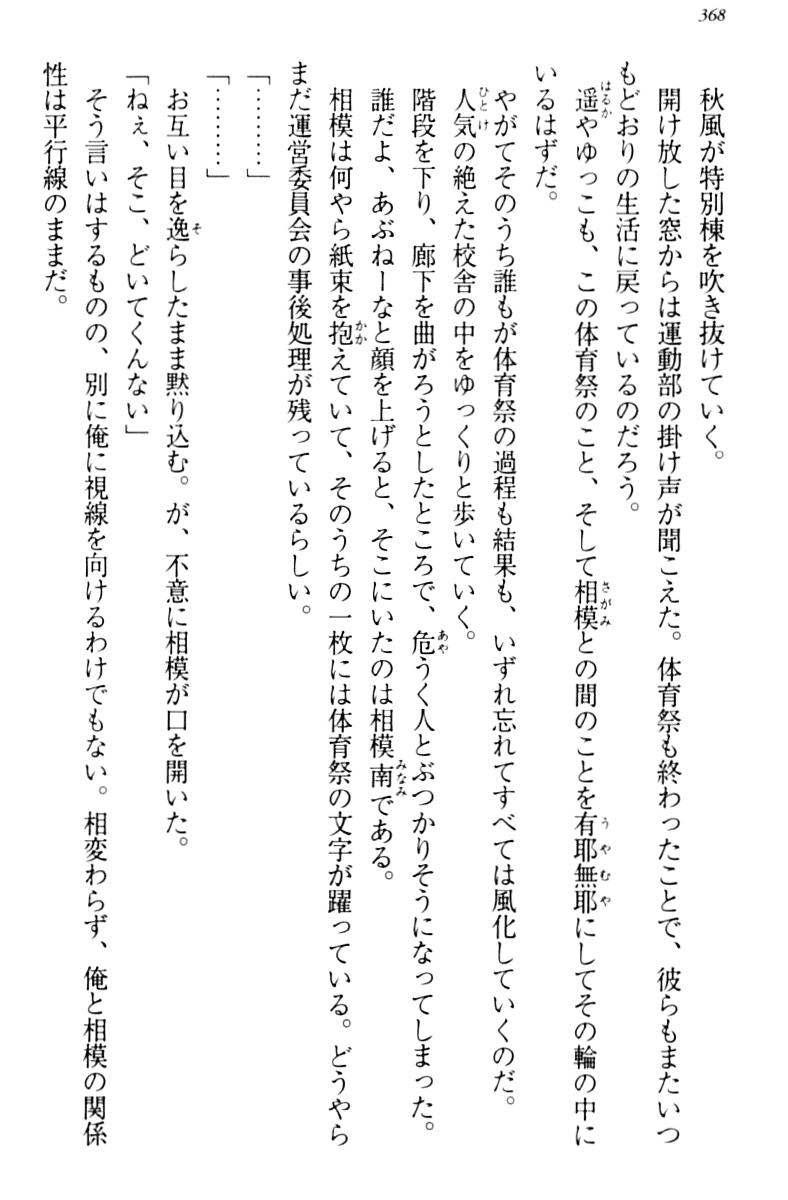 368
秋風が特別棟を吹き抜けていく。
開け放した窓からは運動部の掛け声が聞こえた。体育祭も終わったことで、彼らもまたいつ
もどおりの生活に戻っているのだろう。
遥やゆっこも、この体育祭のこと、そして相模との間のことを有耶無耶にしてその輪の中に
いるはずだ。
やがてそのうち誰もが体育祭の過程も結果も、いずれ忘れてすべては風化していくのだ。
人気の絶えた校舎の中をゆっくりと歩いていく。
階段を下り、廊下を曲がろうとしたところで、危うく人とぶつかりそうになってしまった。
誰だよ、あぶねーなと顔を上げると、そこにいたのは相模南である。
相模は何やら紙束を抱えていて、そのうちの一枚には体育祭の文字が躍っている。どうやら
まだ運営委員会の事後処理が残っているらしい。
「………」
「………」
お互い目を逸らしたまま黙り込む。が、不意に相模が口を開いた。
「ねぇ、そこ、どいてくんない」
そう言いはするものの、別に俺に視線を向けるわけでもない。相変わらず、俺と相模の関係
性は平行線のままだ。